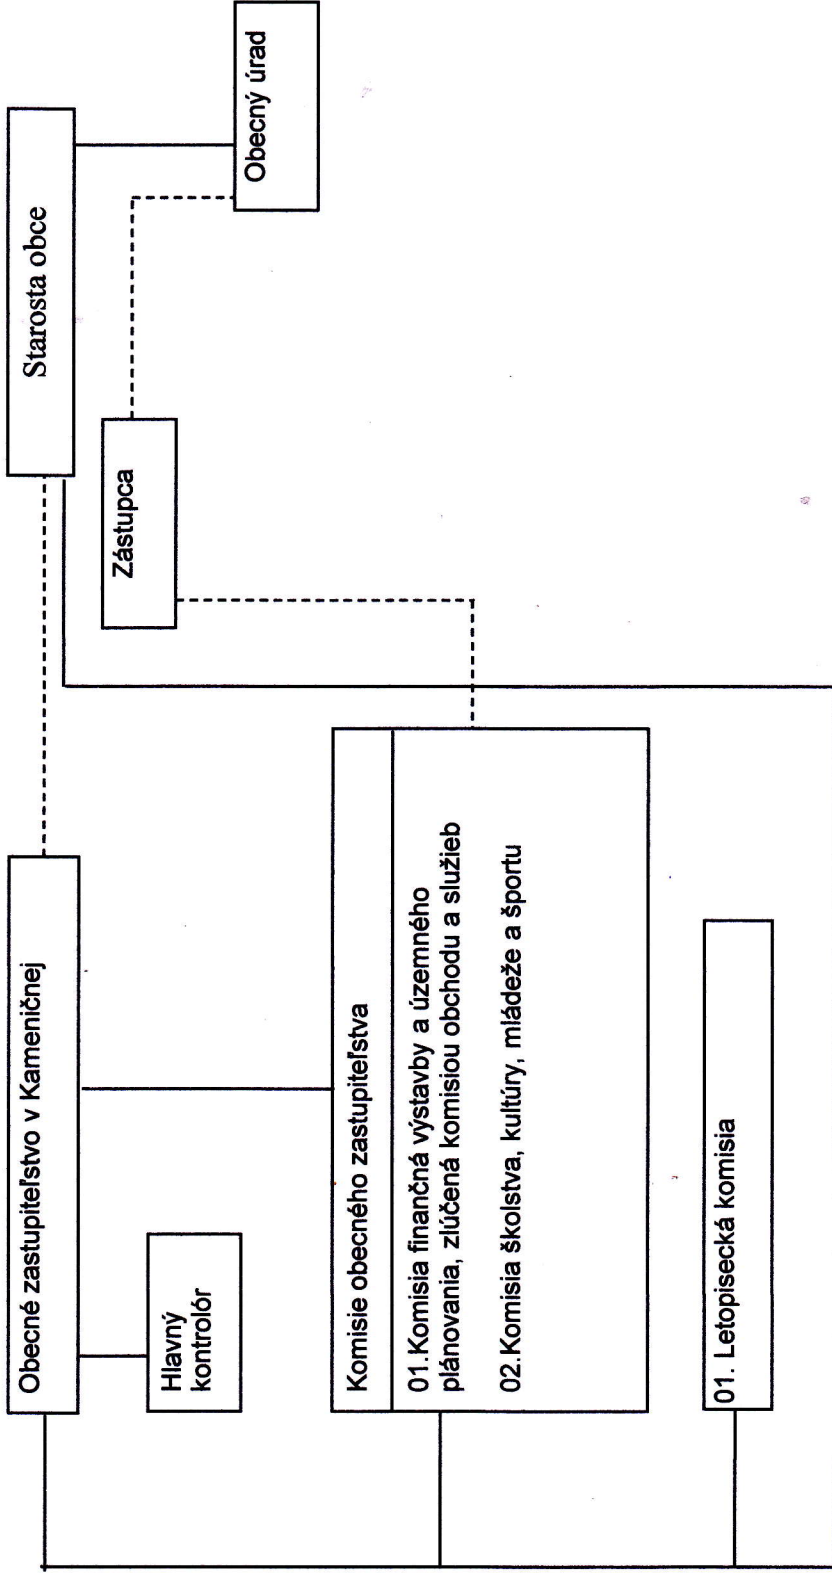 Obecné zastupiteľstvo v Kameničnej
Starosta obce
Hlavný
kontrolór
Zástupca
Obecný úrad
Komisie obecného zastupiteľstva
01.Komisia finančná výstavby a územného
plánovania, zlúčená komisiou obchodu a služieb
02.Komisia školstva, kultúry, mládeže a športu
01. Letopisecká komisia